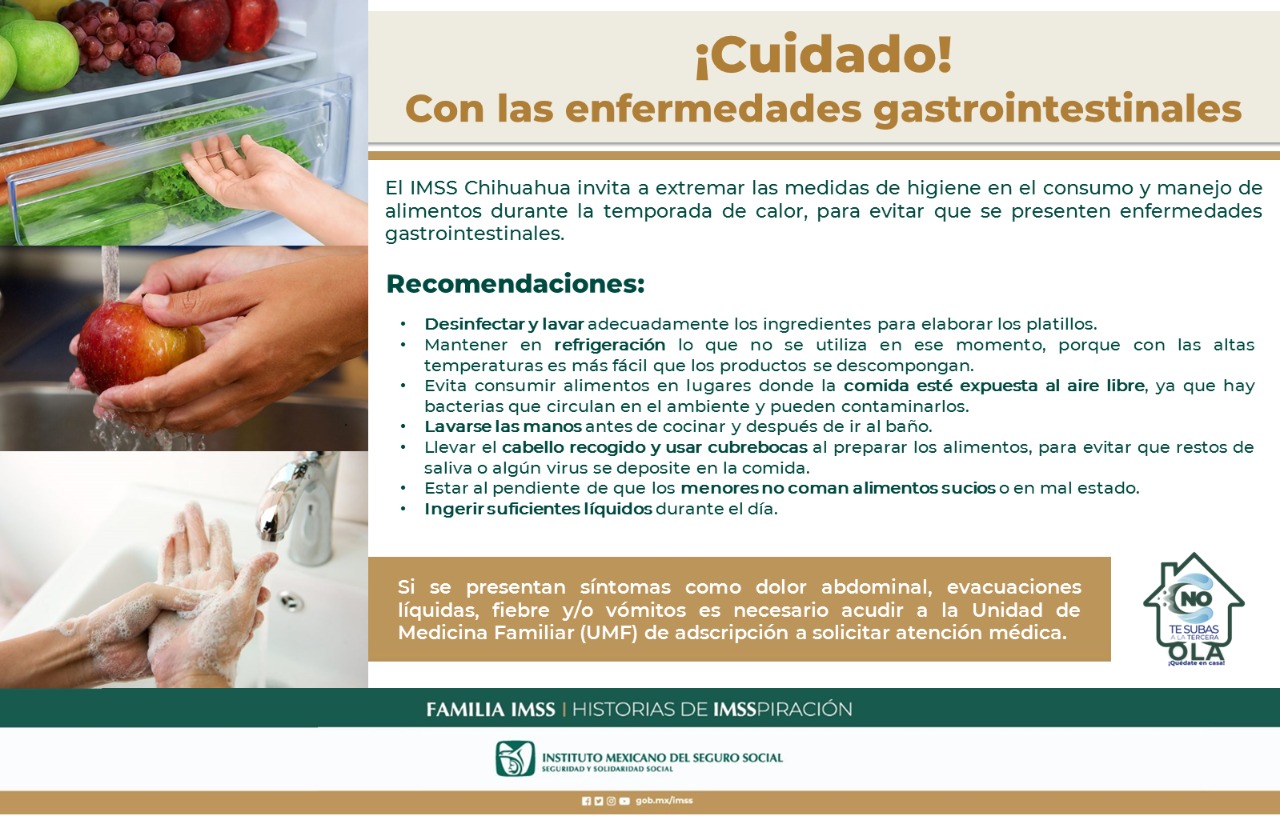 ¡Cuidado!
Con las enfermedades gastrointestinales
El IMSS Chihuahua invita a extremar las medidas de higiene en el consumo y manejo de
alimentos durante la temporada de calor, para evitar que se presenten enfermedades
gastrointestinales.
Recomendaciones:
• Desinfectar y lavar adecuadamente los ingredientes para elaborar los platillos.
• Mantener en refrigeración lo que no se utiliza en ese momento, porque con las altas
temperaturas es más fácil que los productos se descompongan.
• Evita consumir alimentos en lugares donde la comida esté expuesta al aire libre, ya que hay
bacterias que circulan en el ambiente y pueden contaminarlos.
• Lavarse las manos antes de cocinar y después de ir al baño.
• Llevar el cabello recogido y usar cubrebocas al preparar los alimentos, para evitar que restos de
saliva o algún virus se deposite en la comida.
• Estar al pendiente de que los menores no coman alimentos sucios o en mal estado.
• Ingerir suficientes líquidos durante el día.
Si se presentan síntomas como dolor abdominal, evacuaciones
líquidas, fiebre y/o vómitos es necesario acudir a la Unidad de
Medicina Familiar (UMF) de adscripción a solicitar atención médica.
NO
TE SUBAS
A LA TERCERA
OLA
¡Quédate en casa!
FAMILIA IMSS | HISTORIAS DE IMSSPIRACIÓN
INSTITUTO MEXICANO DEL SEGURO SOCIAL
SEGURIDAD Y SOLIDARIDAD SOCIAL
gob.mx/imss